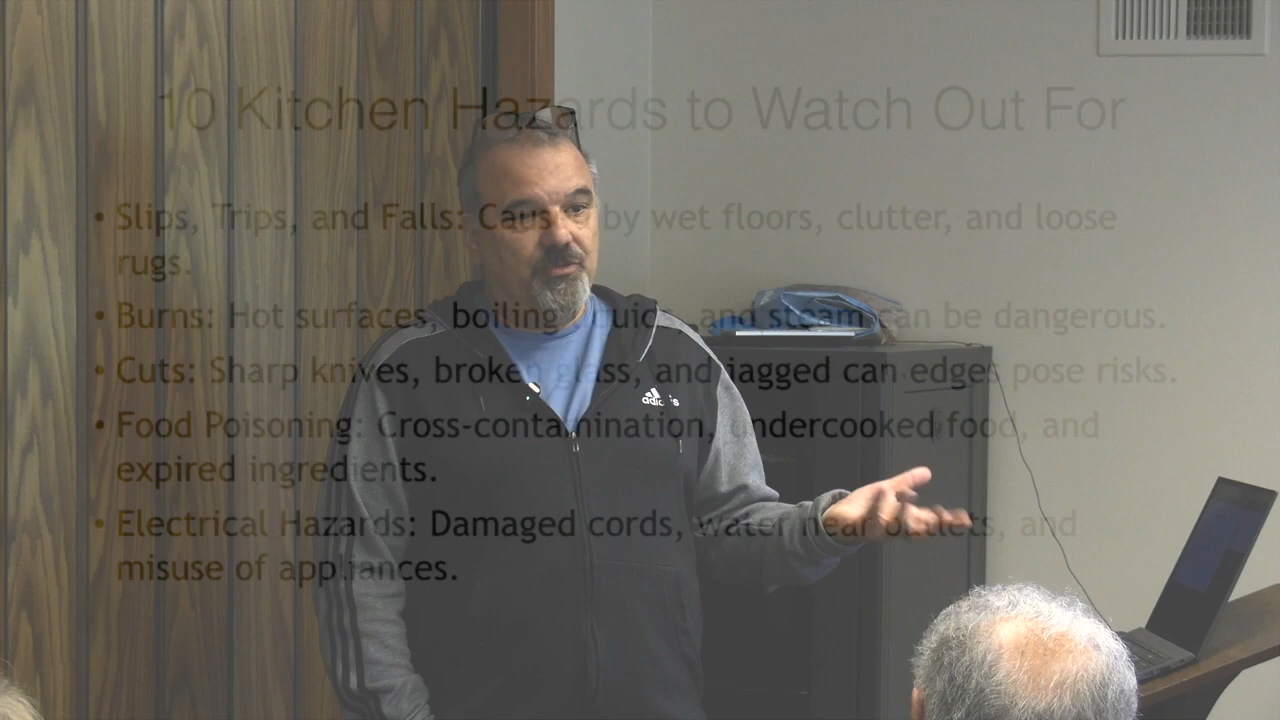 10 Kitchen Hazards to Watch Out For
• Slips, Trips, and Falls: Caused by wet floors, clutter, and loose
rugs.
• Burns: Hot surfaces, boiling liquids, and steam can be dangerous.
• Cuts: Sharp knives, broken glass, and jagged can edges pose risks.
• Food Poisoning: Cross-contamination, undercooked food, and
expired ingredients.
• Electrical Hazards: Damaged cords, water near outlets, and
misuse of appliances.
adidas